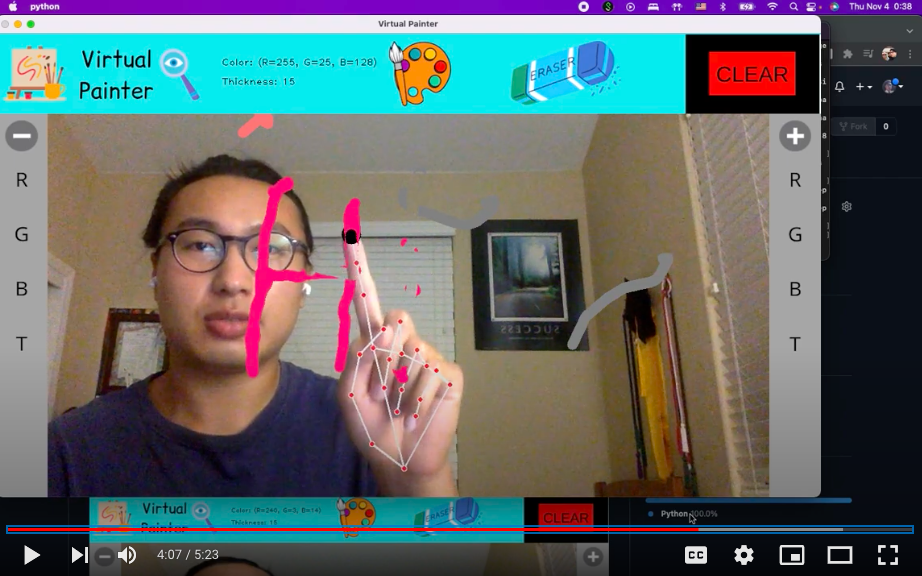 python
Thu Nov 4 0:38
Virtual Painter
Virtual
Painter
Color: (R=255, G=25, B=128)
Thickness: 15
ERASER
CLEAR
Fork 0
R
G
B
T
R
G
B
T
SUCCESS
Virtual
Painter
Color: (R=240, G=3, B=14)
Thickness: 15
ERASER
CLEAR
Python 100.0%
4:07 / 5:23
CC